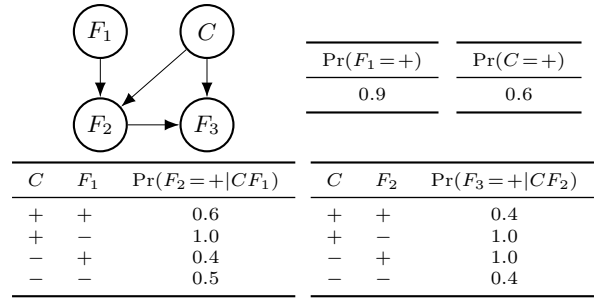 F₁ C
F₂ F₃
Pr(F₁=+) Pr(C=+)
0.9 0.6
C F₁ Pr(F₂=+|CF₁)
+ + 0.6
+ − 1.0
− + 0.4
− − 0.5
C F₂ Pr(F₃=+|CF₂)
+ + 0.4
+ − 1.0
− + 1.0
− − 0.4